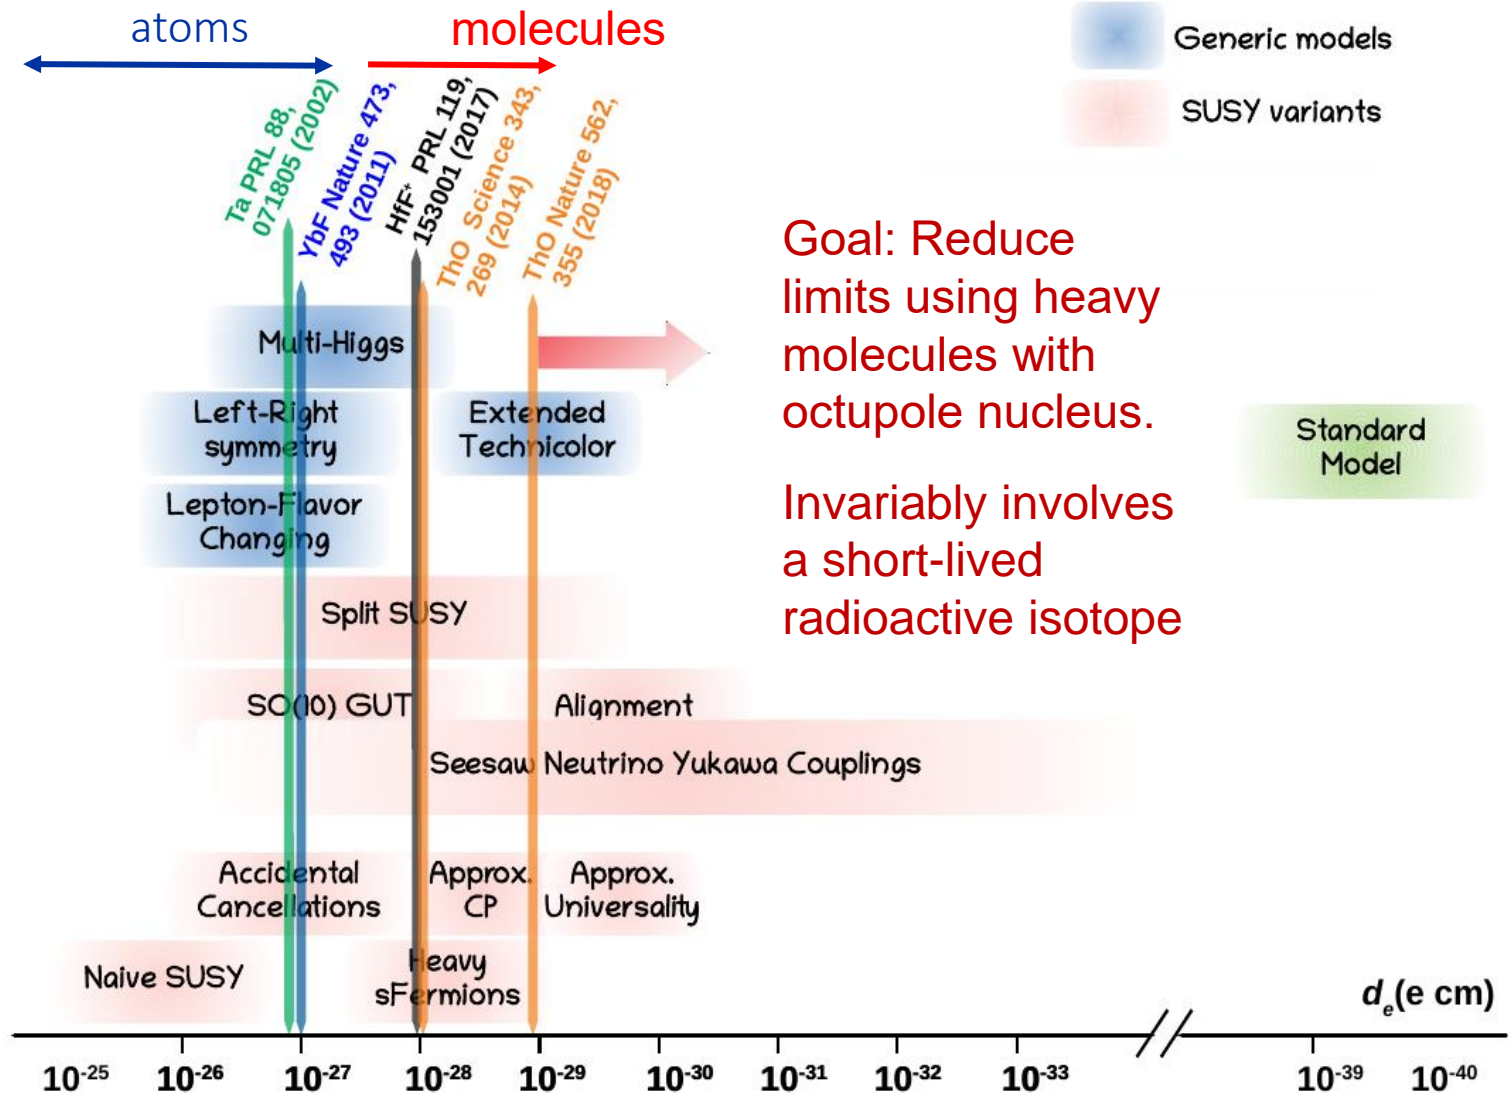 atoms
molecules
Generic models
SUSY variants
Ta PRL 88,
071805 (2002)
YbF Nature 473,
493 (2011)
HfF⁺ PRL 119,
153001 (2017)
ThO Science 343,
269 (2014)
ThO Nature 562,
355 (2018)
Goal: Reduce
limits using heavy
molecules with
octupole nucleus.
Invariably involves
a short-lived
radioactive isotope
Multi-Higgs
Left-Right
symmetry
Extended
Technicolor
Standard
Model
Lepton-Flavor
Changing
Split SUSY
SO(10) GUT
Alignment
Seesaw Neutrino Yukawa Couplings
Accidental
Cancellations
Approx.
CP
Approx.
Universality
Naive SUSY
Heavy
sFermions
dₑ(e cm)
10⁻²⁵ 10⁻²⁶ 10⁻²⁷ 10⁻²⁸ 10⁻²⁹ 10⁻³⁰ 10⁻³¹ 10⁻³² 10⁻³³ 10⁻³⁹ 10⁻⁴⁰